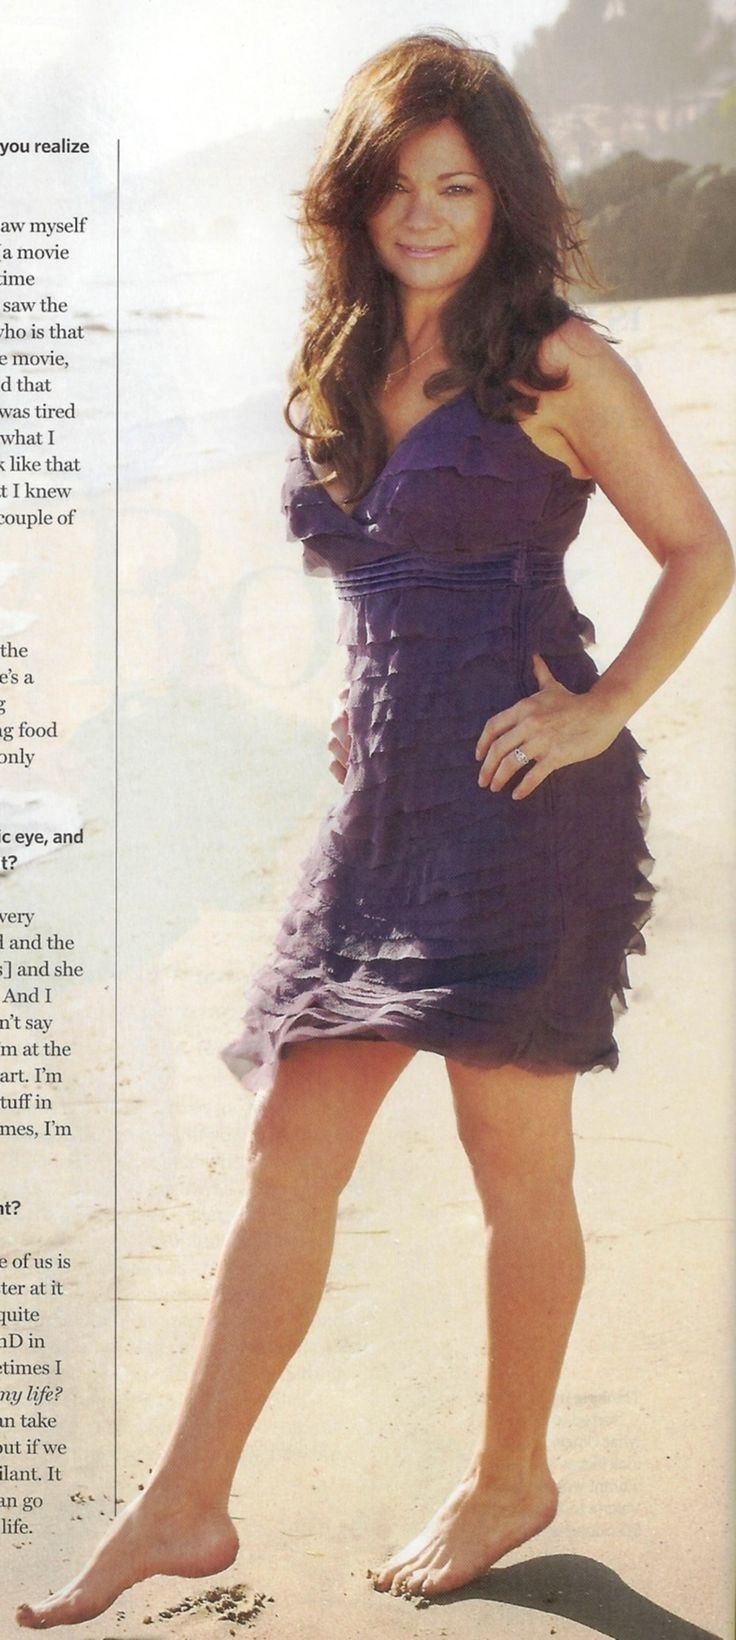 you realize
aw myself
[a movie
time
saw the
who is that
e movie,
d that
was tired
what I
k like that
t I knew
couple of
the
e's a
g
ng food
only
ic eye, and
t?
very
d and the
s] and she
And I
n't say
'm at the
art. I'm
tuff in
mes, I'm
nt?
e of us is
ter at it
quite
nD in
etimes I
my life?
an take
out if we
ilant. It
an go
life.